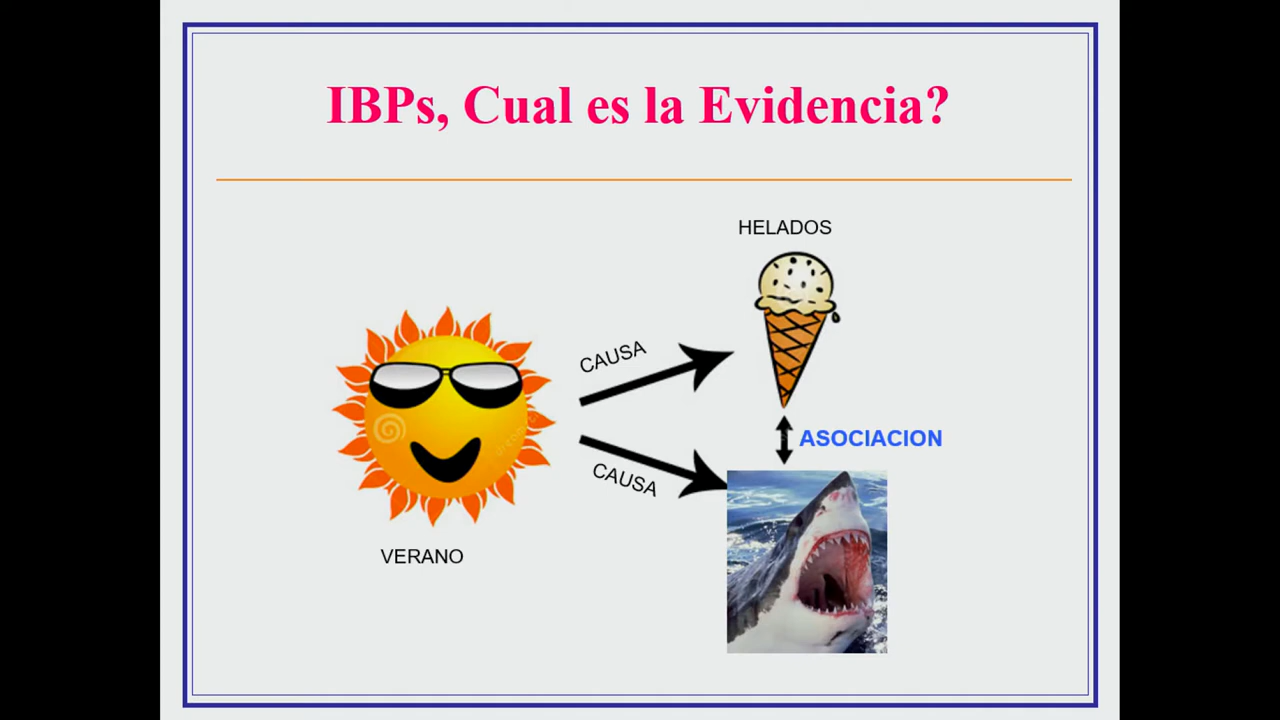 IBPs, Cual es la Evidencia?
HELADOS
CAUSA
ASOCIACION
CAUSA
VERANO